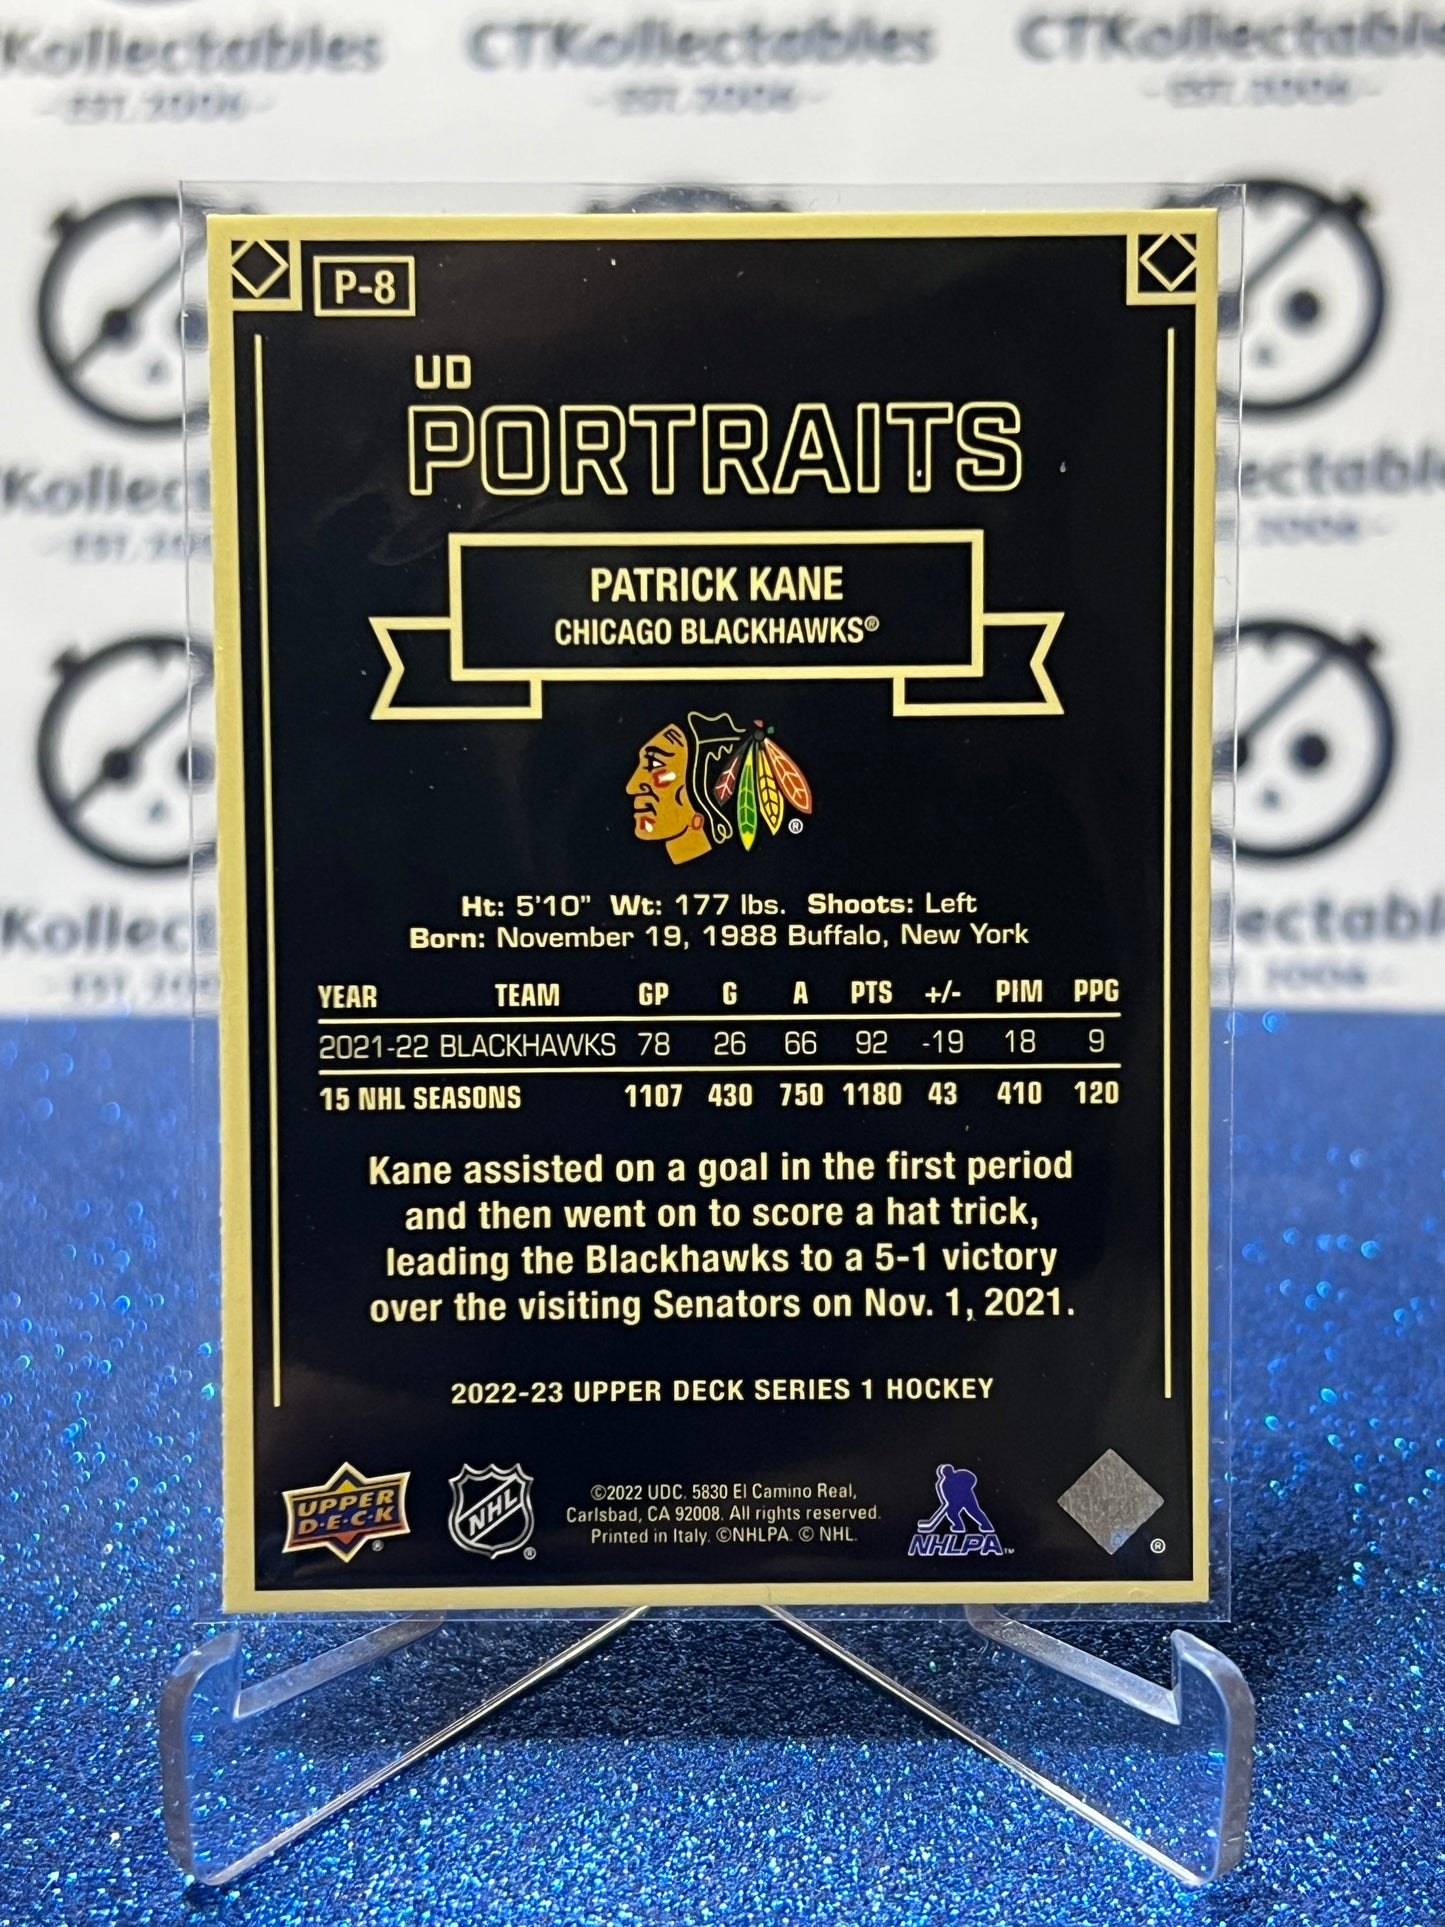 CTKollectables
CTKollectables
EST. 2006
EST. 2006
P-8
UD
PORTRAITS
PATRICK KANE
CHICAGO BLACKHAWKS®
®
Ht: 5'10" Wt: 177 lbs. Shoots: Left
Born: November 19, 1988 Buffalo, New York
YEAR TEAM GP G A PTS +/- PIM PPG
2021-22 BLACKHAWKS 78 26 66 92 -19 18 9
15 NHL SEASONS 1107 430 750 1180 43 410 120
Kane assisted on a goal in the first period
and then went on to score a hat trick,
leading the Blackhawks to a 5-1 victory
over the visiting Senators on Nov. 1, 2021.
2022-23 UPPER DECK SERIES 1 HOCKEY
UPPER
D·E·C·K
®
NHL
®
©2022 UDC. 5830 El Camino Real,
Carlsbad, CA 92008. All rights reserved.
Printed in Italy. ©NHLPA. © NHL.
NHLPA™
®